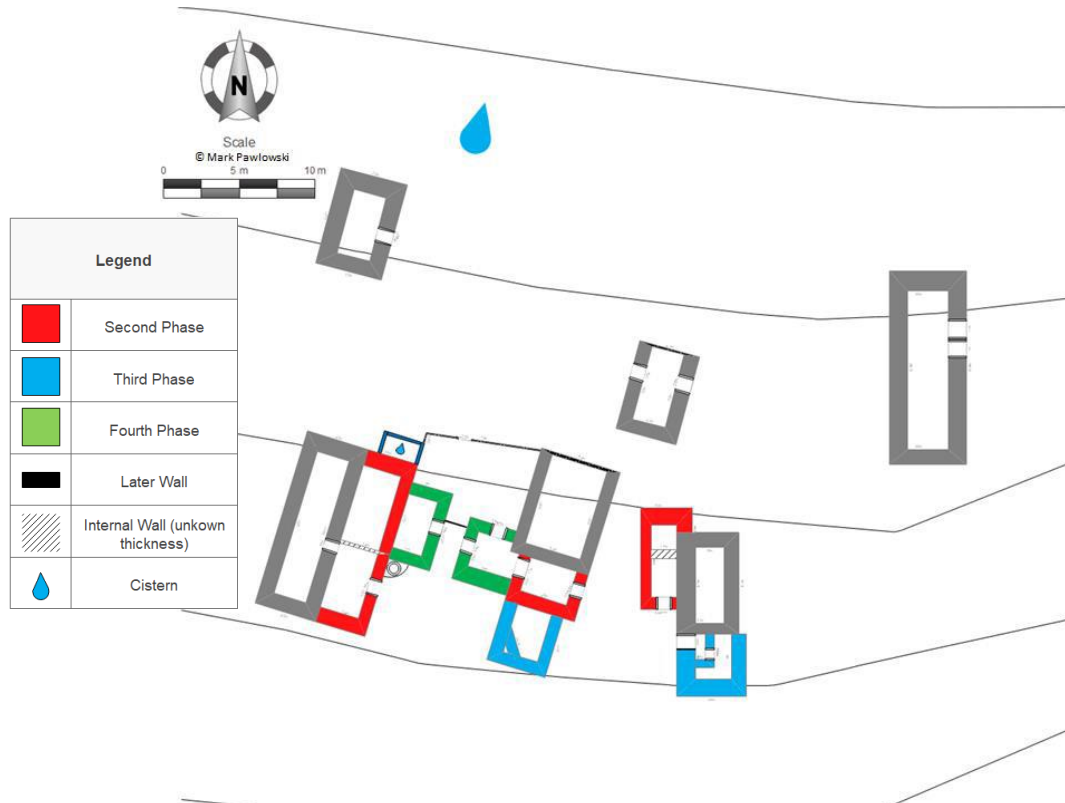 N
Scale
© Mark Pawlowski
0 5 m 10 m
Legend
Second Phase
Third Phase
Fourth Phase
Later Wall
Internal Wall (unkown
thickness)
Cistern